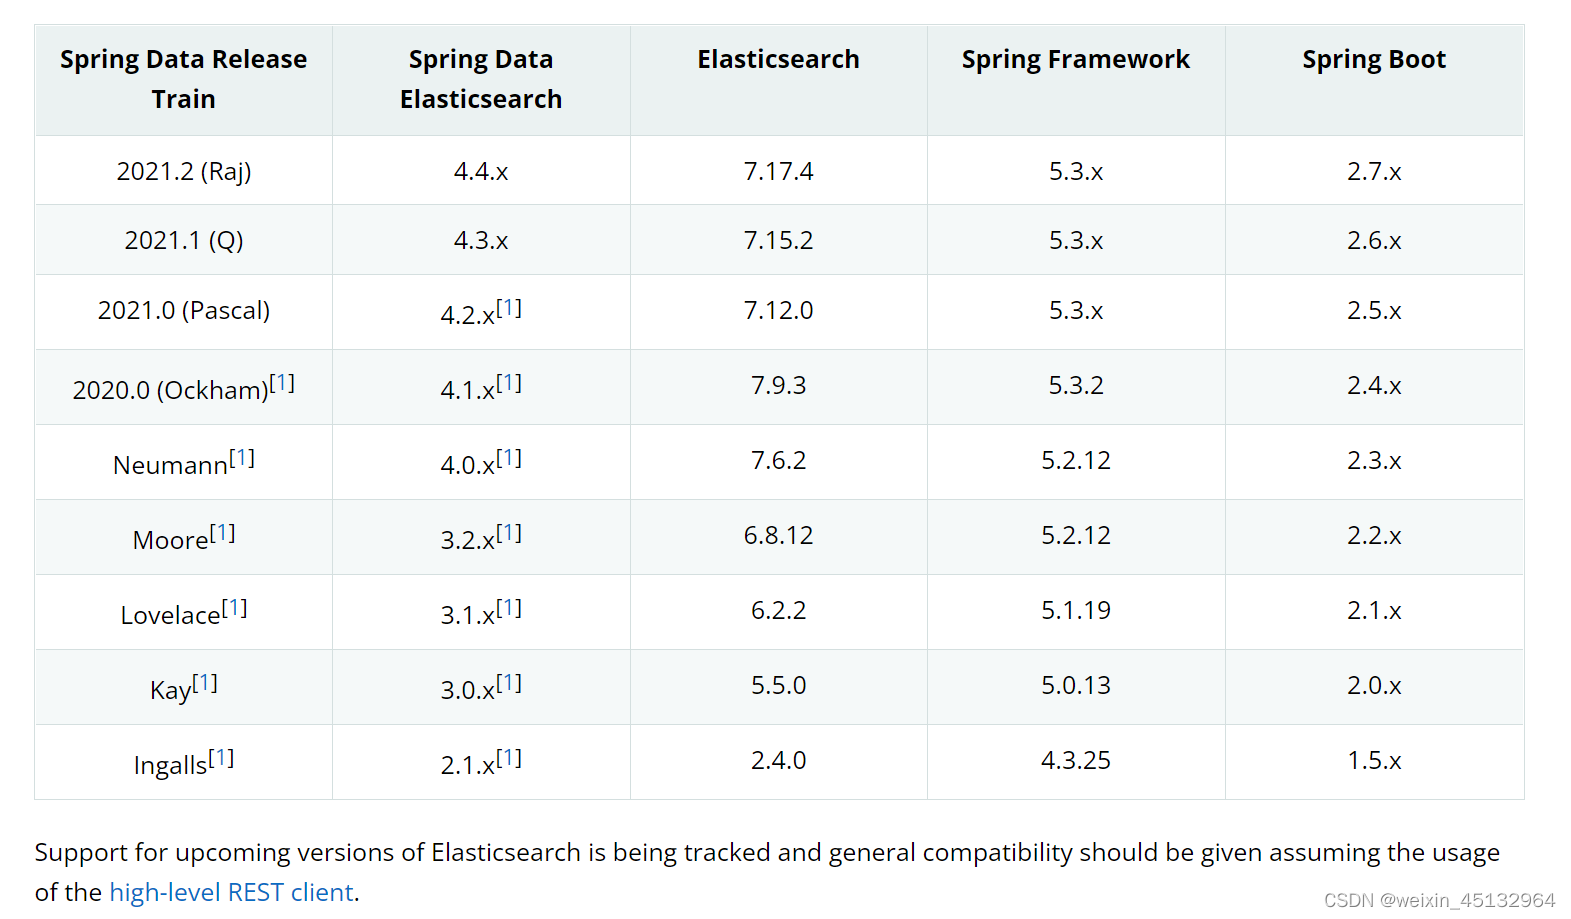 Spring Data Release Train Spring Data Elasticsearch Elasticsearch Spring Framework Spring Boot
2021.2 (Raj) 4.4.x 7.17.4 5.3.x 2.7.x
2021.1 (Q) 4.3.x 7.15.2 5.3.x 2.6.x
2021.0 (Pascal) 4.2.x[1] 7.12.0 5.3.x 2.5.x
2020.0 (Ockham)[1] 4.1.x[1] 7.9.3 5.3.2 2.4.x
Neumann[1] 4.0.x[1] 7.6.2 5.2.12 2.3.x
Moore[1] 3.2.x[1] 6.8.12 5.2.12 2.2.x
Lovelace[1] 3.1.x[1] 6.2.2 5.1.19 2.1.x
Kay[1] 3.0.x[1] 5.5.0 5.0.13 2.0.x
Ingalls[1] 2.1.x[1] 2.4.0 4.3.25 1.5.x
Support for upcoming versions of Elasticsearch is being tracked and general compatibility should be given assuming the usage
of the high-level REST client.
CSDN @weixin_45132964